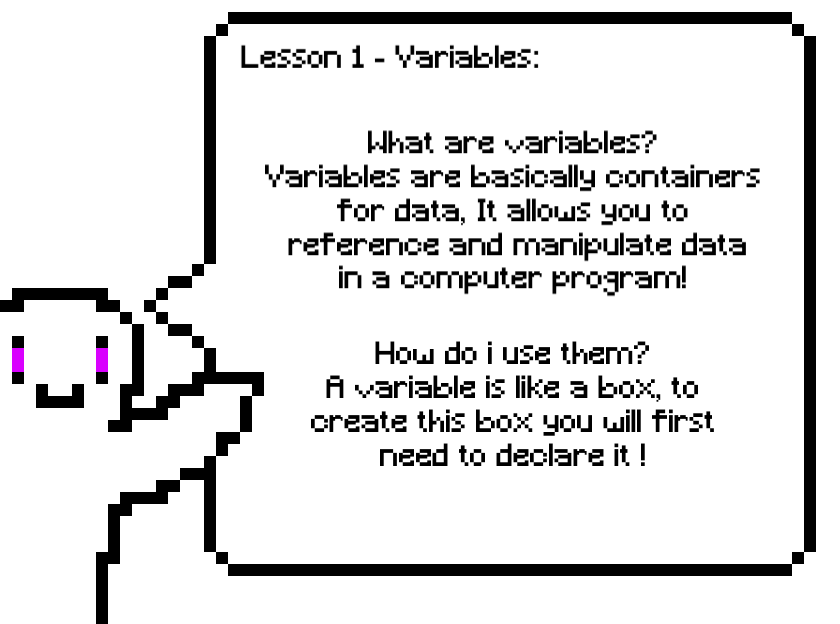 Lesson 1 - Variables:
What are variables?
Variables are basically containers
for data, It allows you to
reference and manipulate data
in a computer program!
How do i use them?
A variable is like a box, to
create this box you will first
need to declare it !